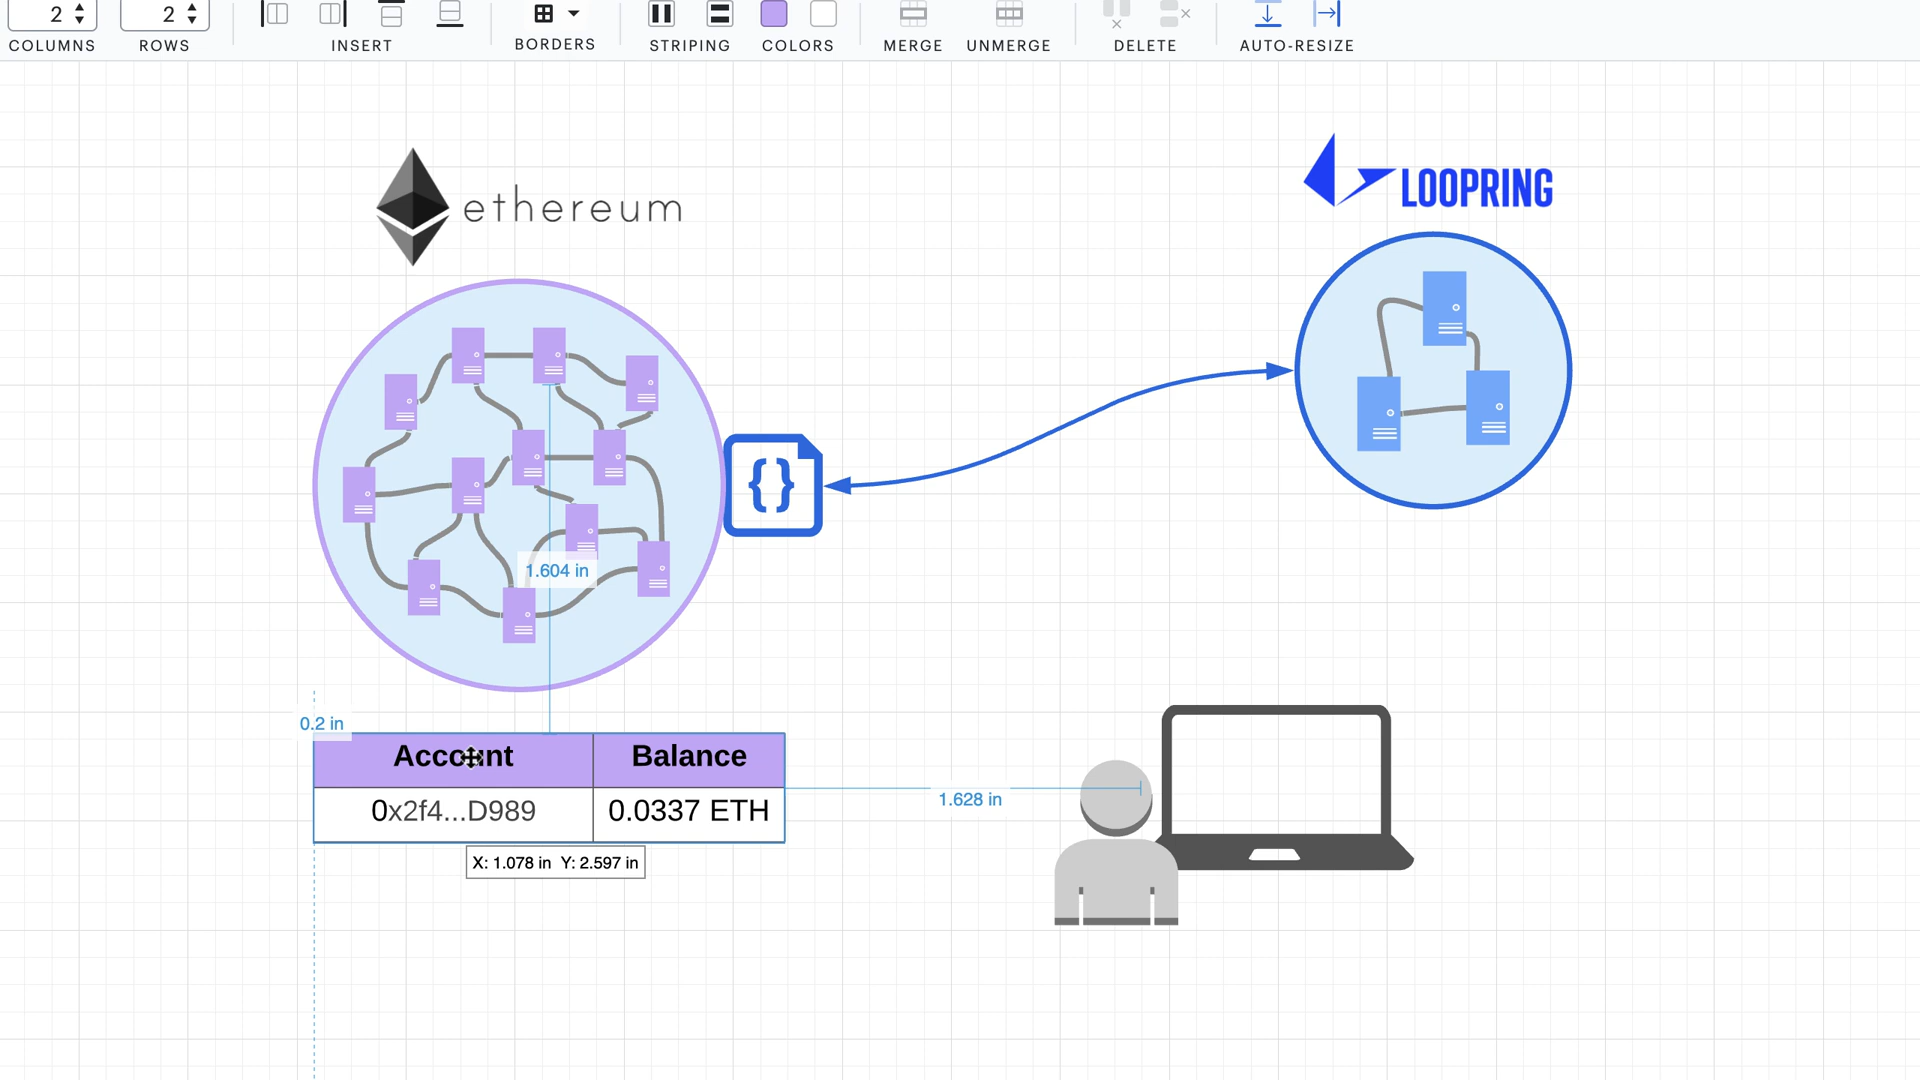 2 2
COLUMNS ROWS INSERT BORDERS STRIPING COLORS MERGE UNMERGE DELETE AUTO-RESIZE
ethereum
LOOPRING
{}
1.604 in
0.2 in
Account Balance
0x2f4...D989 0.0337 ETH
1.628 in
X: 1.078 in Y: 2.597 in